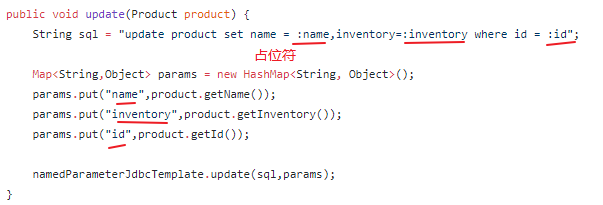 public void update(Product product) {
String sql = "update product set name = :name,inventory=:inventory where id = :id";
占位符
Map<String,Object> params = new HashMap<String, Object>();
params.put("name",product.getName());
params.put("inventory",product.getInventory());
params.put("id",product.getId());
namedParameterJdbcTemplate.update(sql,params);
}